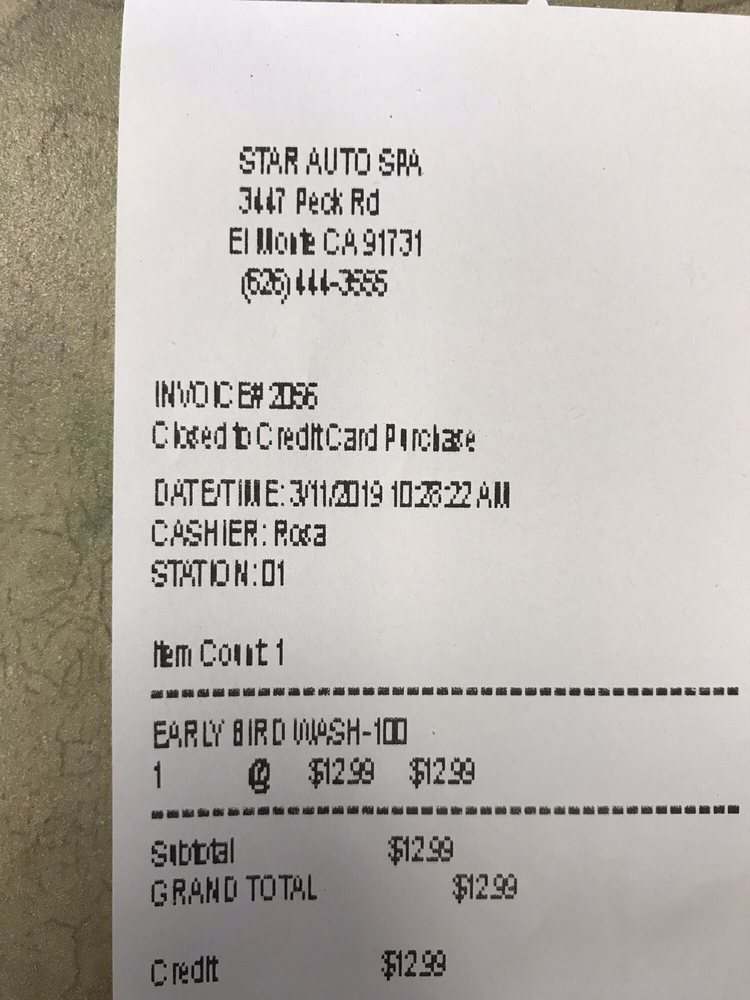 STAR AUTO SPA
3447 Peck Rd
El Monte CA 91731
(626) 444-3666
INVOICE# 2066
Closed to Credit Card Purchase
DATE/TIME: 3/11/2019 10:28:22 AM
CASHIER: Rosa
STATION: 01
Item Count 1
EARLY BIRD WASH-100
1 @ $12.99 $12.99
Subtotal $12.99
GRAND TOTAL $12.99
Credit $12.99